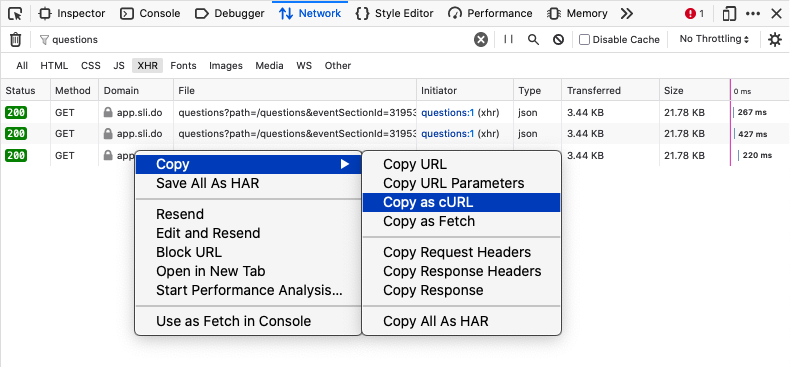 Inspector Console Debugger Network Performance Memory 1
questions Disable Cache No Throttling
All HTML CSS JS XHR Fonts Images Media WS Other
Status Method Domain File Initiator Type Transferred Size 0 ms
200 GET app.sli.do questions?path=/questions&eventSectionId=31953 questions:1 (xhr) json 3.44 KB 21.78 KB 267 ms
200 GET app.sli.do questions?path=/questions&eventSectionId=31953 questions:1 (xhr) json 3.44 KB 21.78 KB 427 ms
200 GET 3.44 KB 21.78 KB 220 ms
Copy
Save All As HAR
Resend
Edit and Resend
Block URL
Open in New Tab
Start Performance Analysis...
Use as Fetch in Console
Copy URL
Copy URL Parameters
Copy as cURL
Copy as Fetch
Copy Request Headers
Copy Response Headers
Copy Response
Copy All As HAR